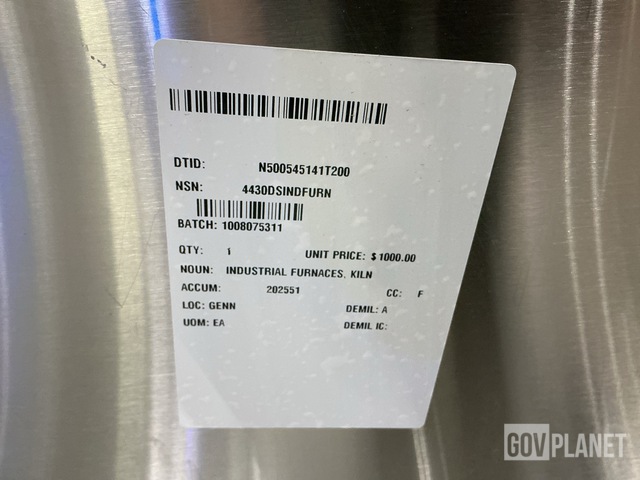 DTID: N500545141T200
NSN: 4430DSINDFURN
BATCH: 1008075311
QTY: 1 UNIT PRICE: $1000.00
NOUN: INDUSTRIAL FURNACES, KILN
ACCUM: 202551 CC: F
LOC: GENN DEMIL: A
UOM: EA DEMIL IC:
GOVPLANET